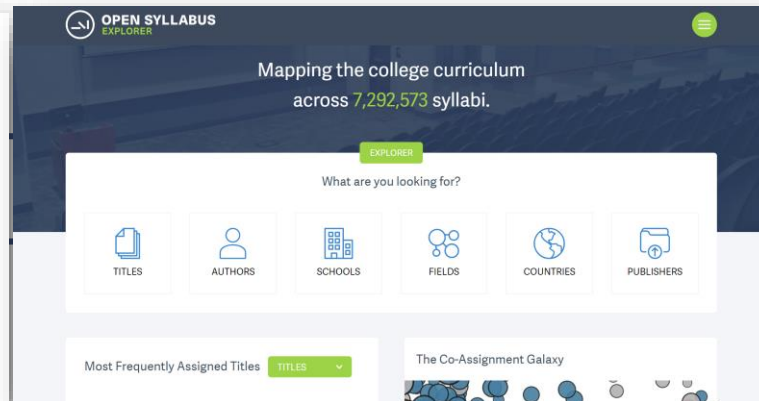 OPEN SYLLABUS
EXPLORER
Mapping the college curriculum
across 7,292,573 syllabi.
EXPLORER
What are you looking for?
TITLES
AUTHORS
SCHOOLS
FIELDS
COUNTRIES
PUBLISHERS
Most Frequently Assigned Titles
TITLES
The Co-Assignment Galaxy